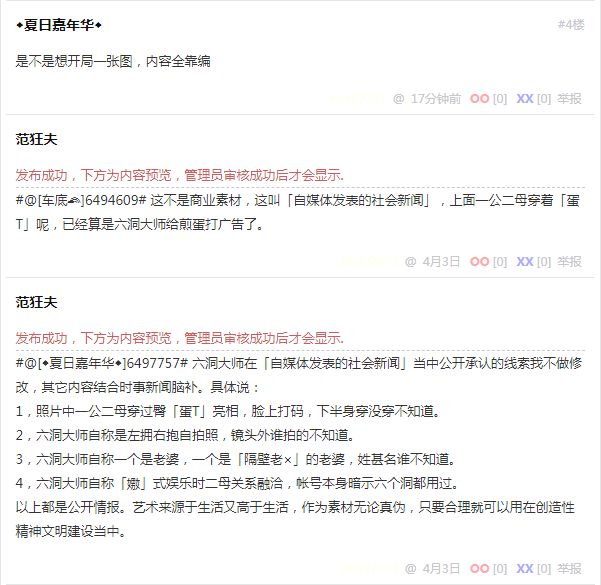 ◆夏日嘉年华◆ #4楼
是不是想开局一张图，内容全靠编
@ 17分钟前 OO [0] XX [0] 举报
范狂夫
发布成功，下方为内容预览，管理员审核成功后才会显示.
#@[车底]6494609# 这不是商业素材，这叫「自媒体发表的社会新闻」，上面一公二母穿着「蛋
T」呢，已经算是六洞大师给煎蛋打广告了。
@ 4月3日 OO [0] XX [0] 举报
范狂夫
发布成功，下方为内容预览，管理员审核成功后才会显示.
#@[◆夏日嘉年华◆]6497757# 六洞大师在「自媒体发表的社会新闻」当中公开承认的线索我不做修
改，其它内容结合时事新闻脑补。具体说：
1，照片中一公二母穿过臀「蛋T」亮相，脸上打码，下半身穿没穿不知道。
2，六洞大师自称是左拥右抱自拍照，镜头外谁拍的不知道。
3，六洞大师自称一个是老婆，一个是「隔壁老×」的老婆，姓甚名谁不知道。
4，六洞大师自称「嫐」式娱乐时二母关系融洽，帐号本身暗示六个洞都用过。
以上都是公开情报。艺术来源于生活又高于生活，作为素材无论真伪，只要合理就可以用在创造性
精神文明建设当中。
@ 4月3日 OO [0] XX [0] 举报